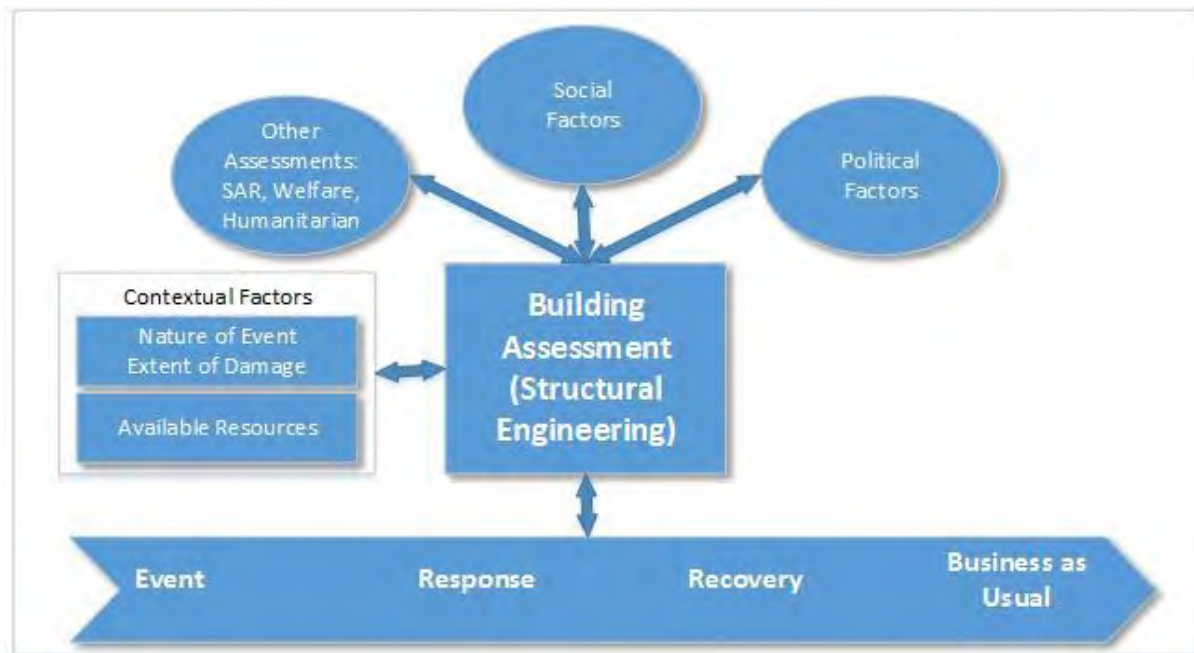 Social
Factors
Other
Assessments:
SAR, Welfare,
Humanitarian
Political
Factors
Contextual Factors
Nature of Event
Extent of Damage
Available Resources
Building
Assessment
(Structural
Engineering)
Event
Response
Recovery
Business as
Usual